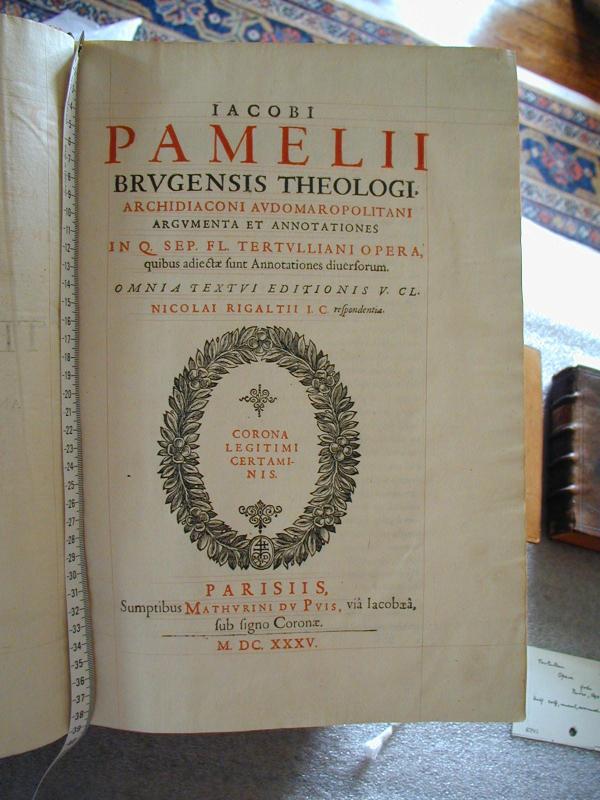 IACOBI
PAMELII
BRVGENSIS THEOLOGI.
ARCHIDIACONI AVDOMAROPOLITANI
ARGVMENTA ET ANNOTATIONES
IN Q. SEP. FL. TERTVLLIANI OPERA,
quibus adiectæ sunt Annotationes diuersorum.
OMNIA TEXTVI EDITIONIS V. CL.
NICOLAI RIGALTII I. C. respondentia.
CORONA
LEGITIMI
CERTAMI-
NIS.
PARISIIS,
Sumptibus MATHVRINI DV PVIS, viâ Iacobæâ,
sub signo Coronæ.
M. DC. XXXV.
Tertullian
Opera